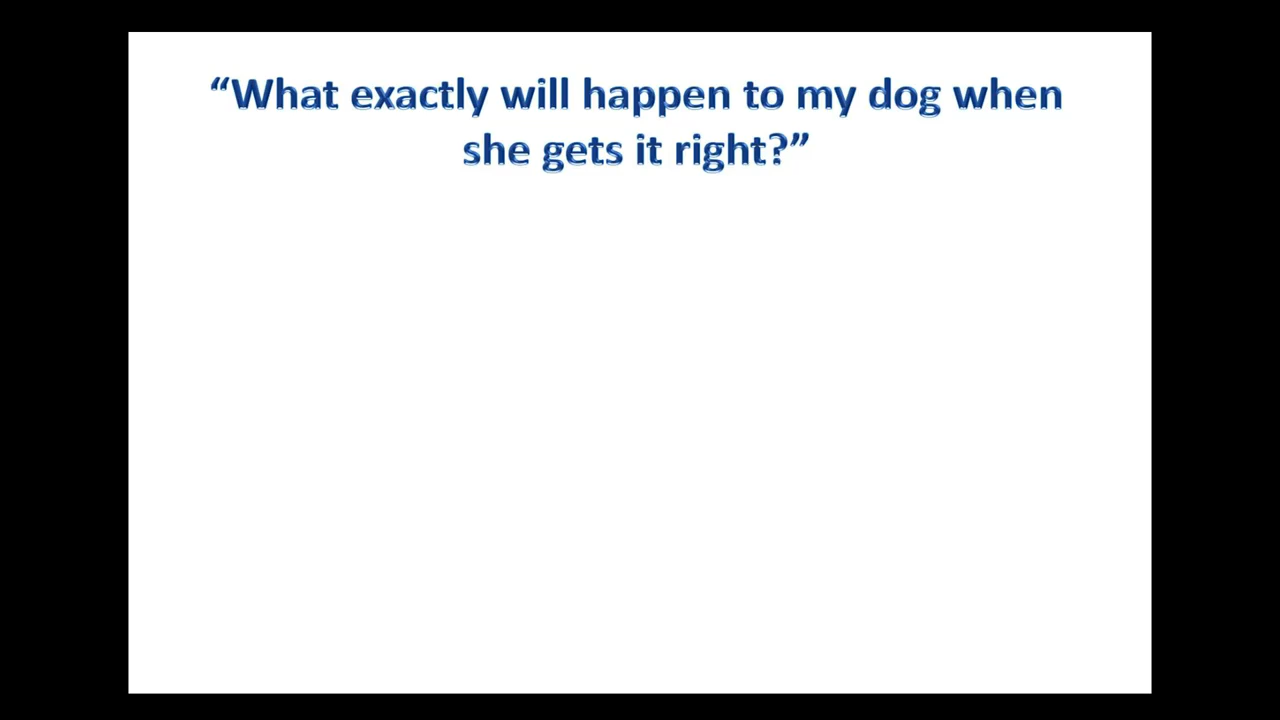 “What exactly will happen to my dog when
she gets it right?”